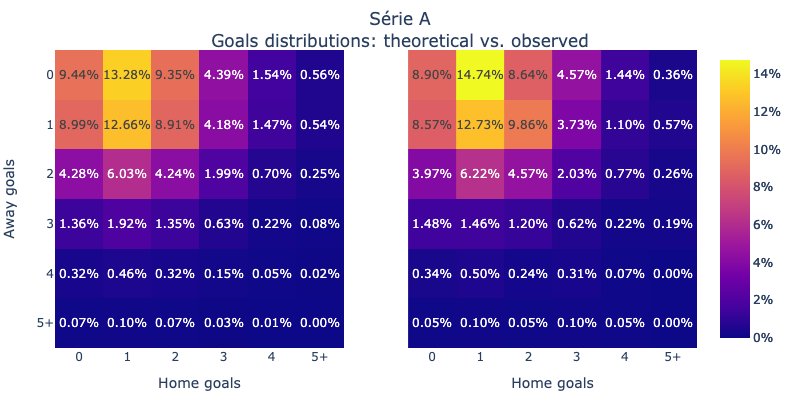 Série A
Goals distributions: theoretical vs. observed
Away goals
0 9.44% 13.28% 9.35% 4.39% 1.54% 0.56%
1 8.99% 12.66% 8.91% 4.18% 1.47% 0.54%
2 4.28% 6.03% 4.24% 1.99% 0.70% 0.25%
3 1.36% 1.92% 1.35% 0.63% 0.22% 0.08%
4 0.32% 0.46% 0.32% 0.15% 0.05% 0.02%
5+ 0.07% 0.10% 0.07% 0.03% 0.01% 0.00%
0 1 2 3 4 5+
Home goals
8.90% 14.74% 8.64% 4.57% 1.44% 0.36%
8.57% 12.73% 9.86% 3.73% 1.10% 0.57%
3.97% 6.22% 4.57% 2.03% 0.77% 0.26%
1.48% 1.46% 1.20% 0.62% 0.22% 0.19%
0.34% 0.50% 0.24% 0.31% 0.07% 0.00%
0.05% 0.10% 0.05% 0.10% 0.05% 0.00%
0 1 2 3 4 5+
Home goals
14%
12%
10%
8%
6%
4%
2%
0%